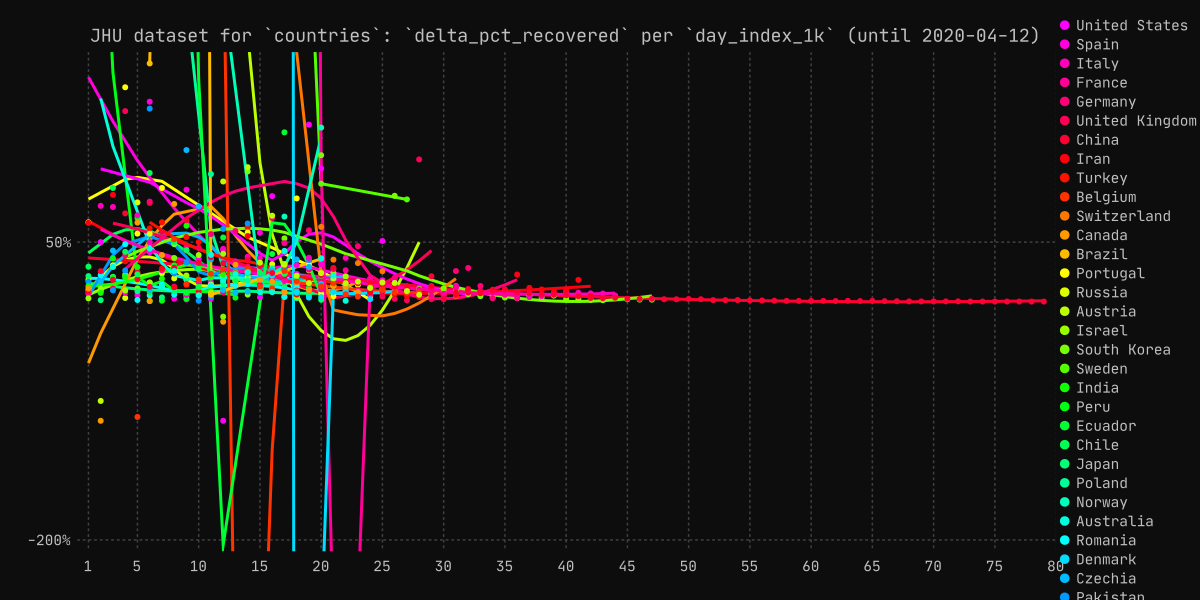 JHU dataset for `countries`: `delta_pct_recovered` per `day_index_1k` (until 2020-04-12)
50%
-200%
1 5 10 15 20 25 30 35 40 45 50 55 60 65 70 75 80
United States
Spain
Italy
France
Germany
United Kingdom
China
Iran
Turkey
Belgium
Switzerland
Canada
Brazil
Portugal
Russia
Austria
Israel
South Korea
Sweden
India
Peru
Ecuador
Chile
Japan
Poland
Norway
Australia
Romania
Denmark
Czechia
Pakistan